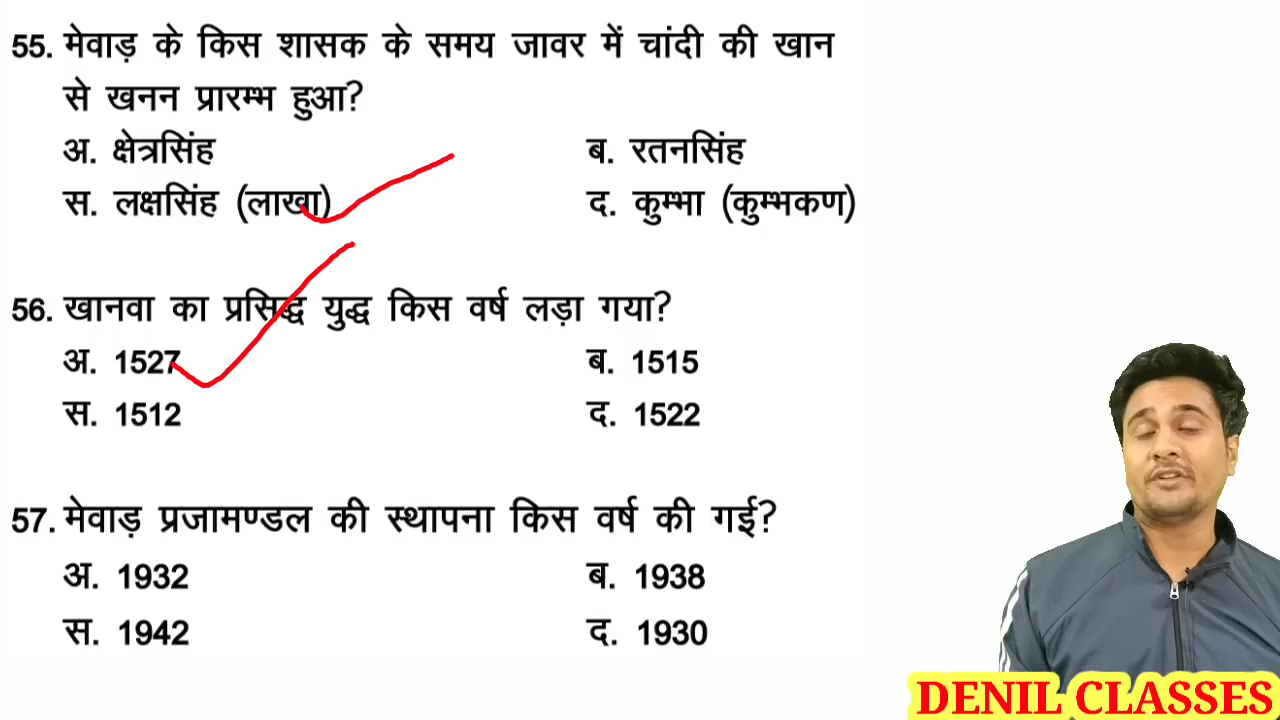 55. मेवाड़ के किस शासक के समय जावर में चांदी की खान
से खनन प्रारम्भ हुआ?
अ. क्षेत्रसिंह ब. रतनसिंह
स. लक्षसिंह (लाखा) द. कुम्भा (कुम्भकण)
56. खानवा का प्रसिद्ध युद्ध किस वर्ष लड़ा गया?
अ. 1527 ब. 1515
स. 1512 द. 1522
57. मेवाड़ प्रजामण्डल की स्थापना किस वर्ष की गई?
अ. 1932 ब. 1938
स. 1942 द. 1930
DENIL CLASSES